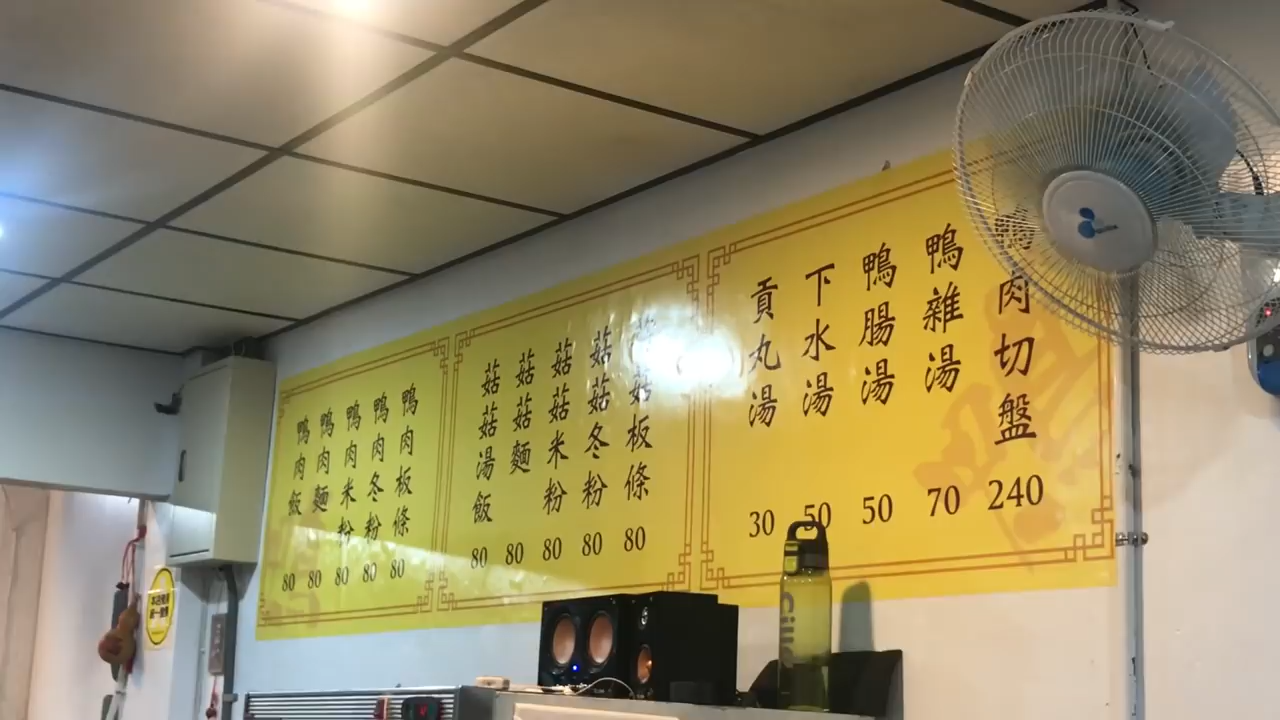 鴨肉切盤 240
鴨雜湯 70
鴨腸湯 50
下水湯 50
貢丸湯 30
菇菇板條 80
菇菇冬粉 80
菇菇米粉 80
菇菇麵 80
菇菇湯飯 80
鴨肉板條 80
鴨肉冬粉 80
鴨肉米粉 80
鴨肉麵 80
鴨肉飯 80